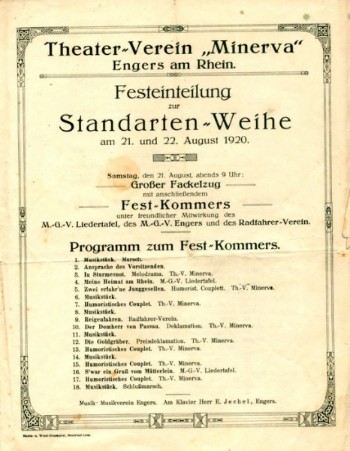 Theater-Verein „Minerva"
Engers am Rhein.
Festeinteilung
zur
Standarten-Weihe
am 21. und 22. August 1920.
Samstag, den 21. August, abends 9 Uhr:
Großer Fackelzug
mit anschließendem
Fest-Kommers
unter freundlicher Mitwirkung des
M.-G.-V. Liedertafel, des M.-G.-V. Engers und des Radfahrer-Verein.
Programm zum Fest-Kommers.
1. Musikstück. Marsch.
2. Ansprache des Vorsitzenden.
3. In Sturmesnot. Melodrama. Th.-V. Minerva.
4. Meine Heimat am Rhein. M.-G.-V. Liedertafel.
5. Zwei erfahr'ne Junggesellen. Humorist. Couplett. Th.-V. Minerva.
6. Musikstück.
7. Humoristisches Couplet. Th.-V. Minerva.
8. Musikstück.
9. Reigenfahren. Radfahrer-Verein.
10. Der Domherr von Passau. Deklamation. Th.-V. Minerva.
11. Musikstück.
12. Die Goldgräber. Preisdeklamation. Th.-V. Minerva.
13. Humoristisches Couplet. Th.-V. Minerva.
14. Musikstück.
15. Humoristisches Couplet. Th.-V. Minerva.
16. S'war ein Gruß vom Mütterlein. M.-G.-V. Liedertafel.
17. Humoristisches Couplet. Th.-V. Minerva.
18. Musikstück. Schlußmarsch.
Musik: Musikverein Engers. Am Klavier Herr E. Jechel, Engers.